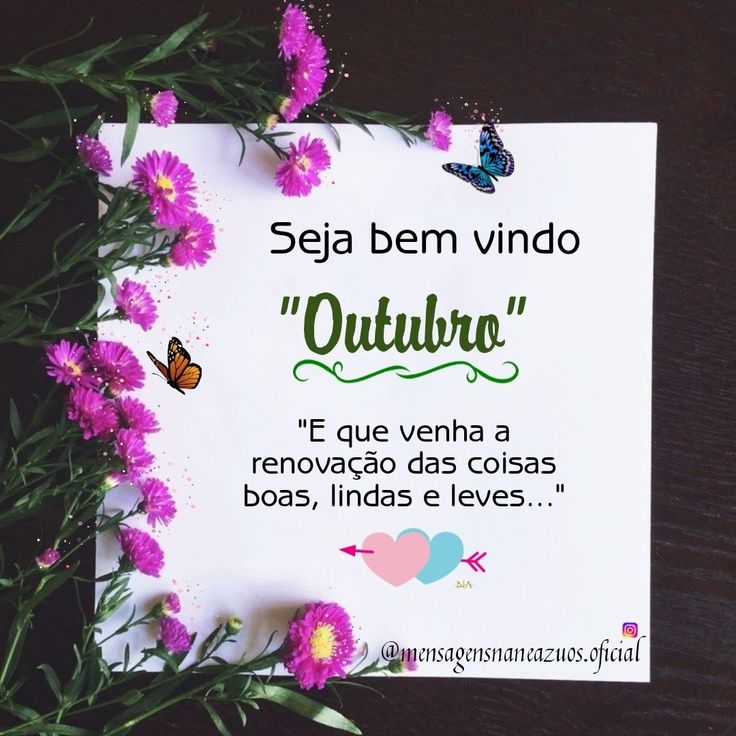 Seja bem vindo
"Outubro"
"E que venha a
renovação das coisas
boas, lindas e leves..."
@mensagensnaneazuos.oficial